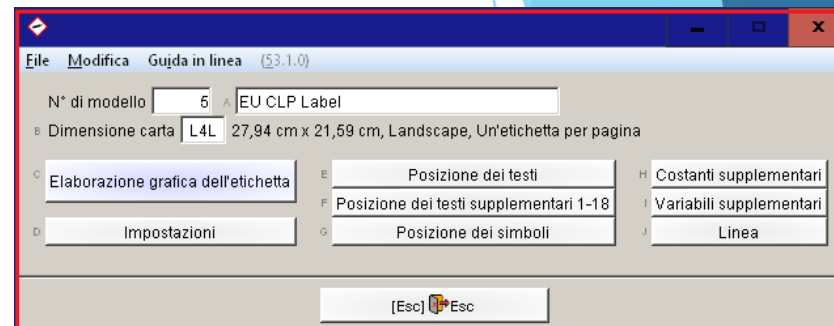 File Modifica Guida in linea (53.1.0)
N° di modello 5 A EU CLP Label
B Dimensione carta L4L 27,94 cm x 21,59 cm, Landscape, Un'etichetta per pagina
C Elaborazione grafica dell'etichetta E Posizione dei testi H Costanti supplementari
F Posizione dei testi supplementari 1-18 I Variabili supplementari
D Impostazioni G Posizione dei simboli J Linea
[Esc] Esc